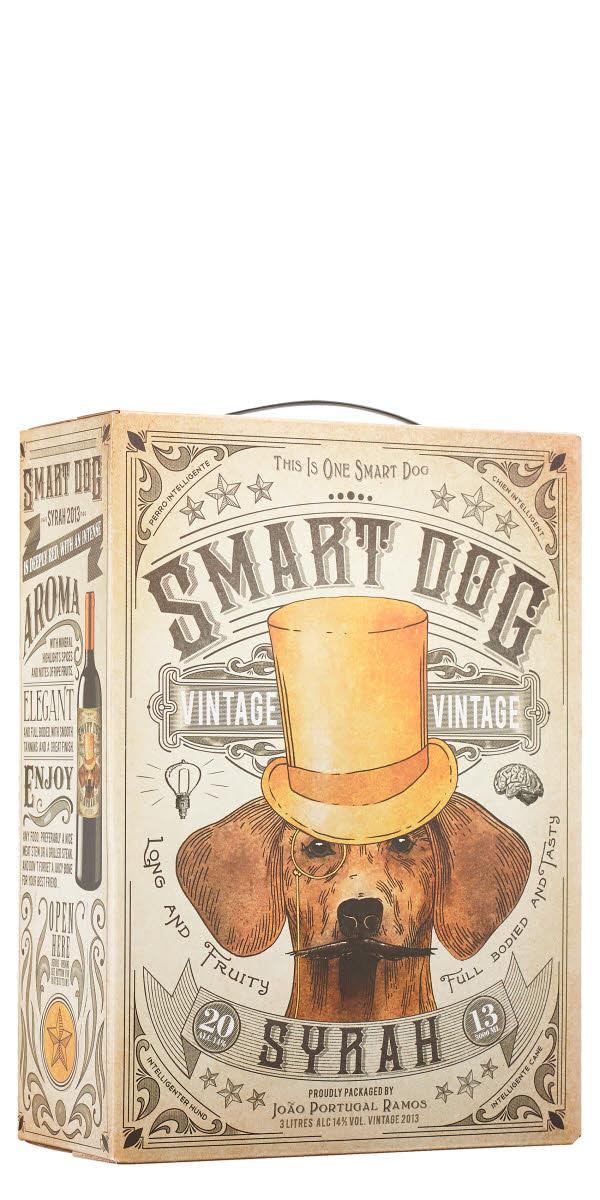 THIS IS ONE SMART DOG
PERRO INTELLIGENTE
CHIEN INTELLIGENT
SMART DOG
VINTAGE VINTAGE
LONG AND FRUITY
FULL BODIED AND TASTY
20 ALC 14%
SYRAH
13 3000 ML
INTELLIGENTER HUND
INTELLIGENTE CANE
PROUDLY PACKAGED BY
JOÃO PORTUGAL RAMOS
3 LITRES ALC 14% VOL. VINTAGE 2013
SMART DOG
SYRAH 2013
IS DEEPLY RED, WITH AN INTENSE
AROMA
WITH MINERAL
HIGHLIGHTS, SPICES
AND NOTES OF RIPE FRUITS.
ELEGANT
AND FULL BODIED, WITH SMOOTH
TANNINS AND A GREAT FINISH.
ENJOY
ANY FOOD, PREFERABLY A NICE
MEAT STEW OR A GRILLED STEAK.
AND DON'T FORGET A JUICY BONE
FOR YOUR BEST FRIEND.
OPEN
HERE